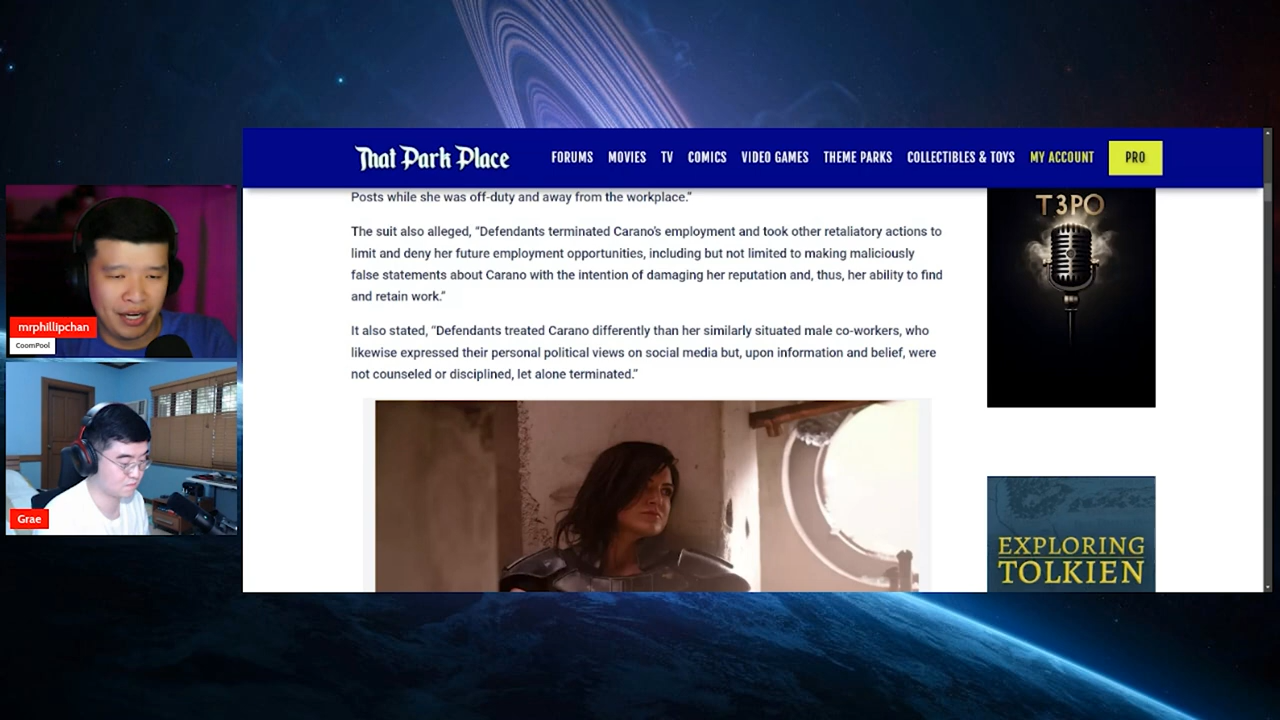 That Park Place
FORUMS MOVIES TV COMICS VIDEO GAMES THEME PARKS COLLECTIBLES & TOYS MY ACCOUNT PRO
Posts while she was off-duty and away from the workplace.”
The suit also alleged, “Defendants terminated Carano’s employment and took other retaliatory actions to
limit and deny her future employment opportunities, including but not limited to making maliciously
false statements about Carano with the intention of damaging her reputation and, thus, her ability to find
and retain work.”
It also stated, “Defendants treated Carano differently than her similarly situated male co-workers, who
likewise expressed their personal political views on social media but, upon information and belief, were
not counseled or disciplined, let alone terminated.”
T3PO
EXPLORING
TOLKIEN
mrphillipchan
CoomPool
Grae